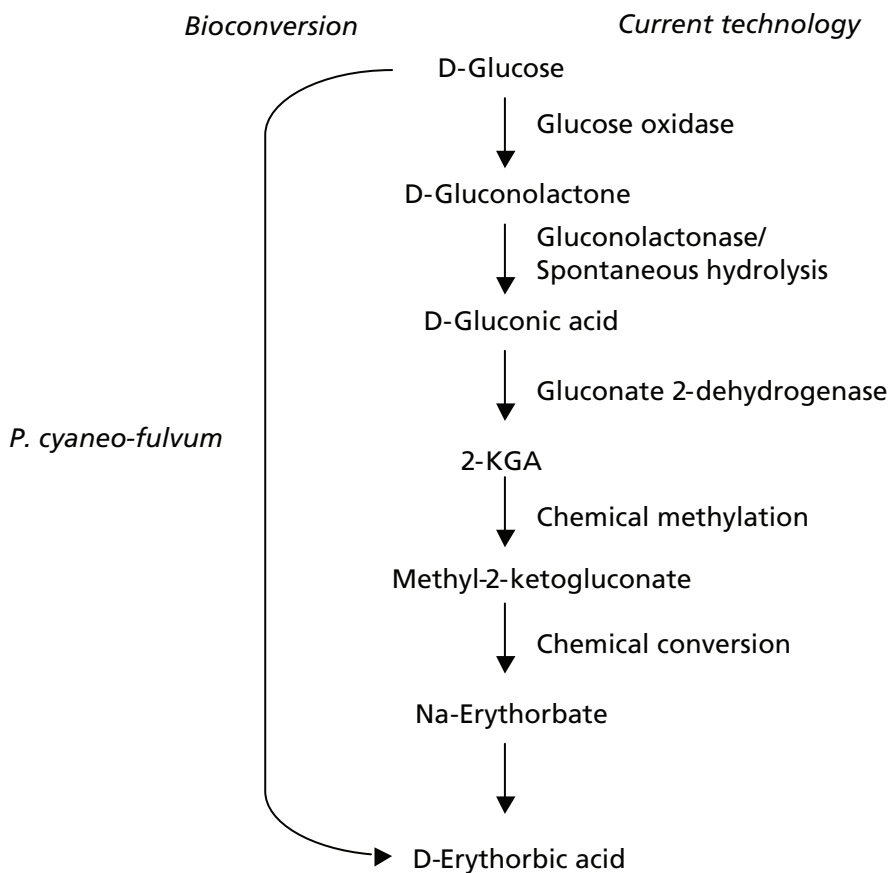 Bioconversion
Current technology
D-Glucose
Glucose oxidase
D-Gluconolactone
Gluconolactonase/
Spontaneous hydrolysis
D-Gluconic acid
Gluconate 2-dehydrogenase
P. cyaneo-fulvum
2-KGA
Chemical methylation
Methyl-2-ketogluconate
Chemical conversion
Na-Erythorbate
D-Erythorbic acid